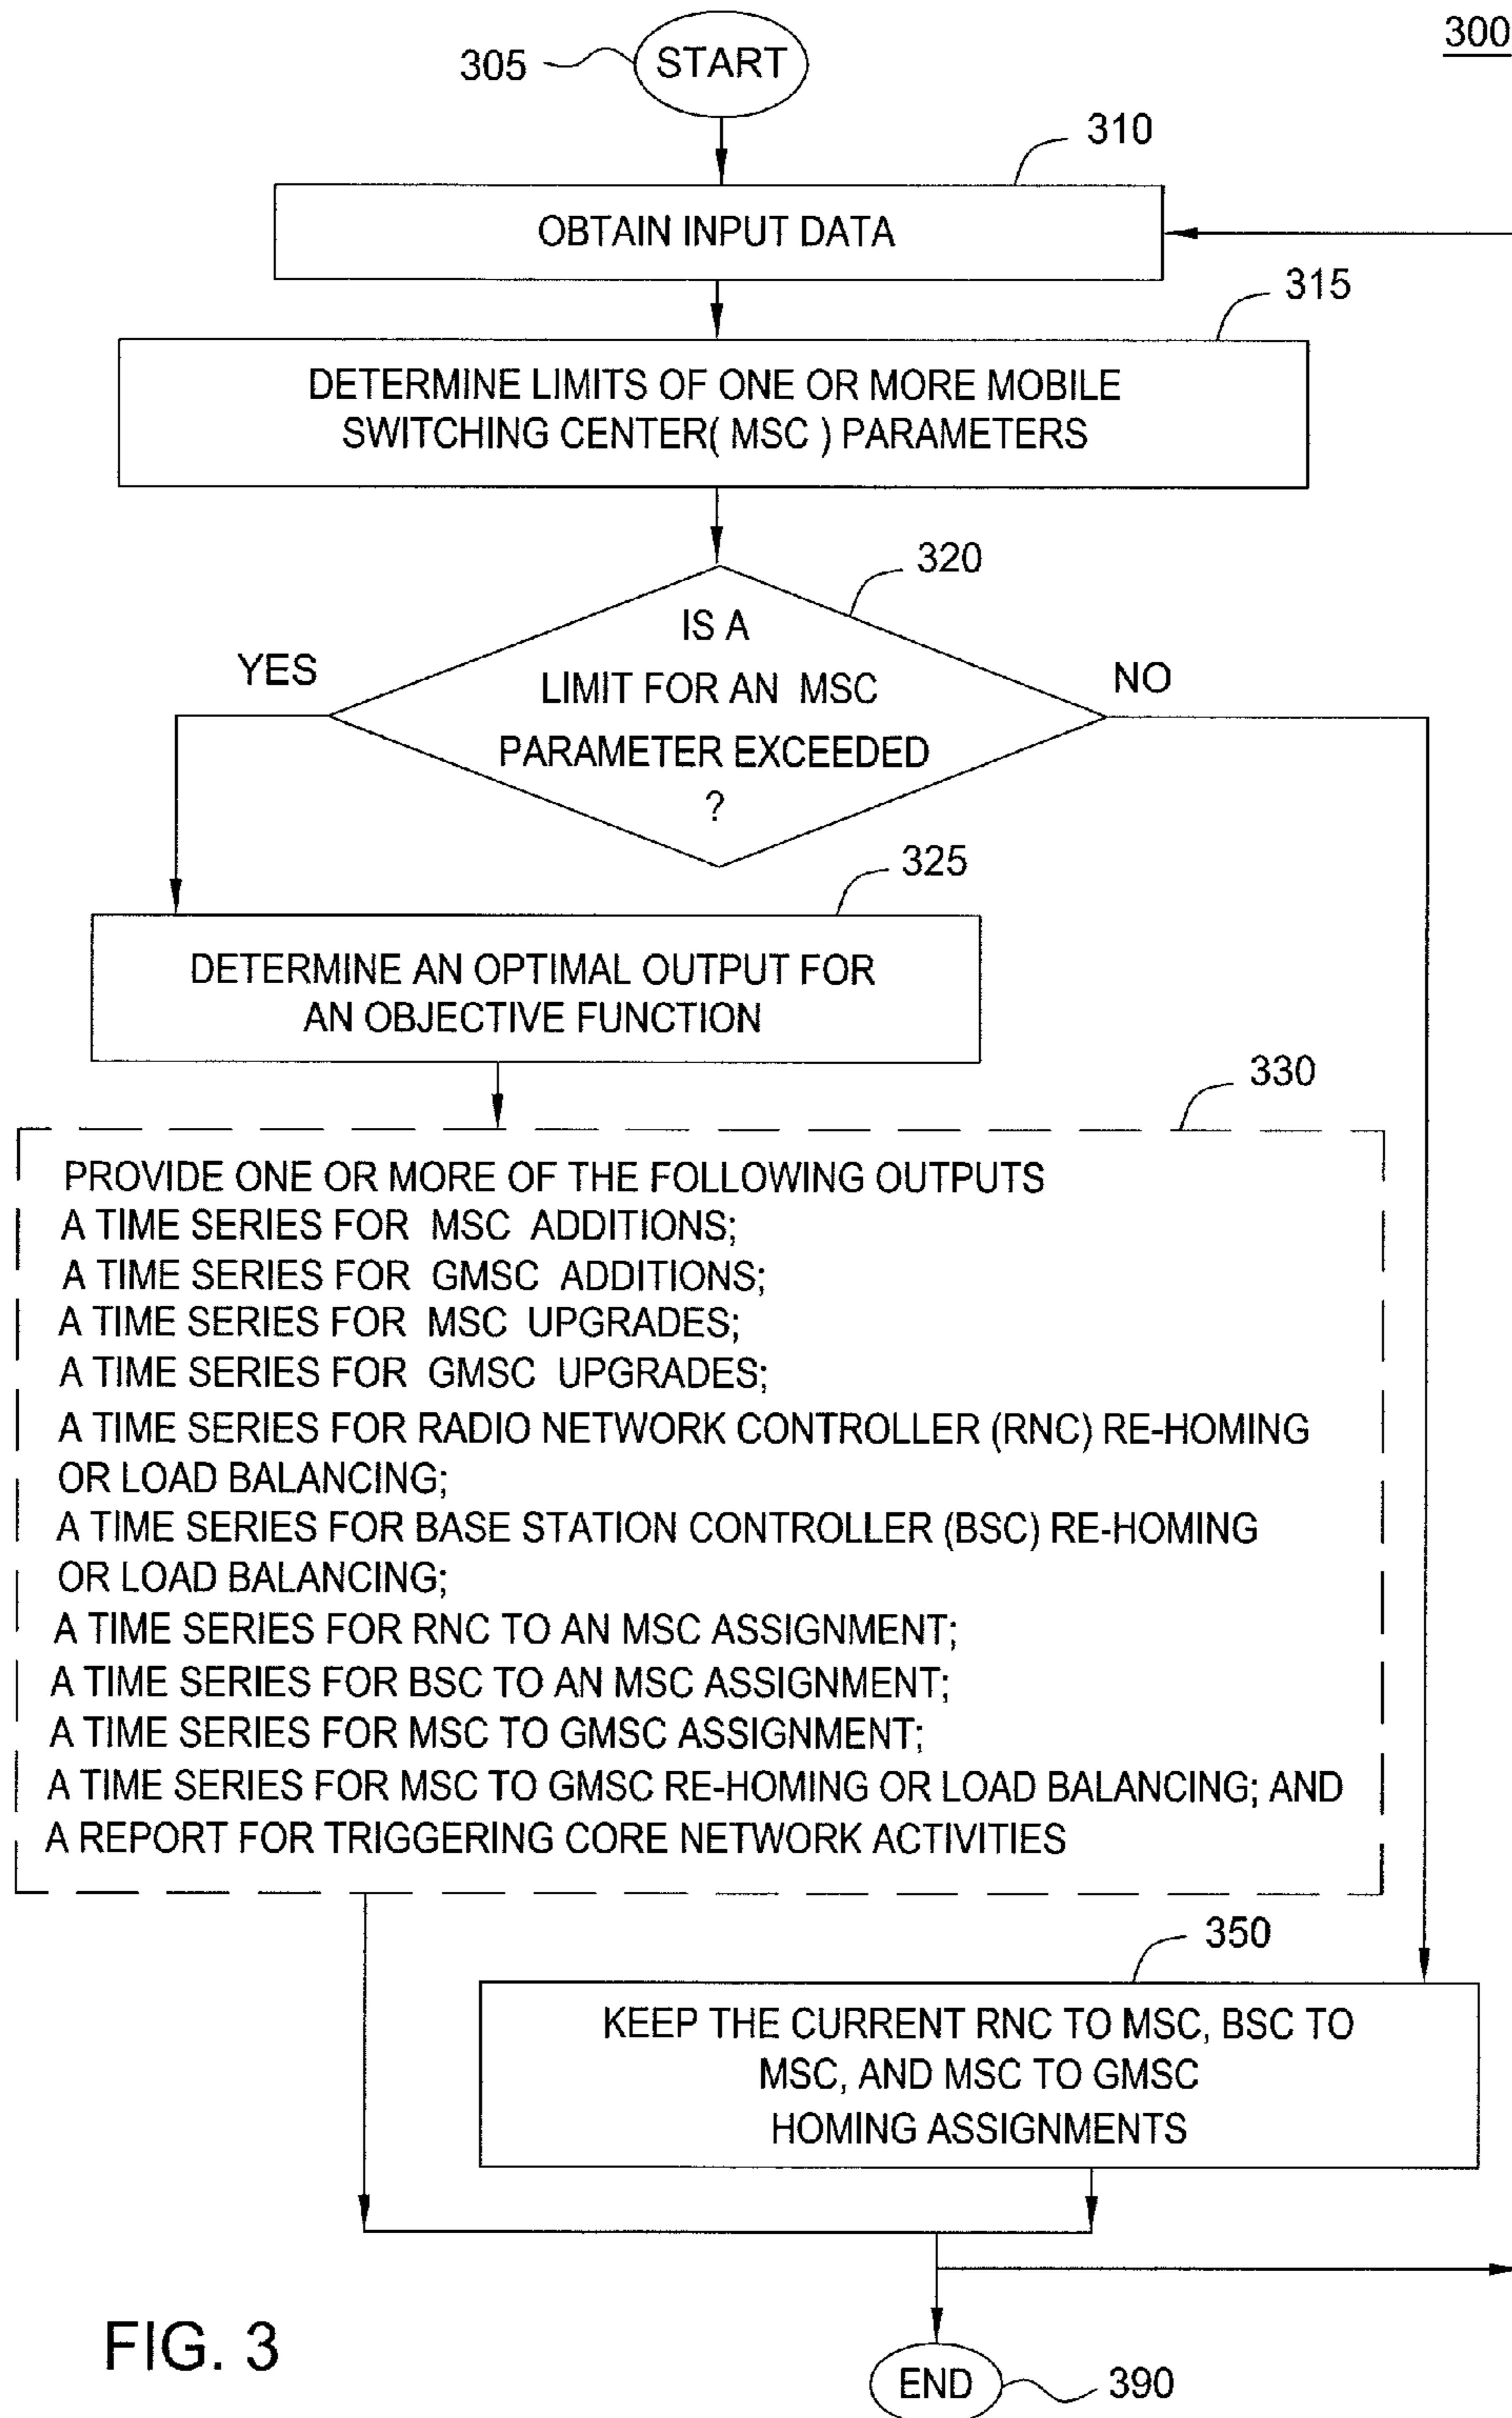 300
305
START
310
OBTAIN INPUT DATA
315
DETERMINE LIMITS OF ONE OR MORE MOBILE
SWITCHING CENTER( MSC ) PARAMETERS
320
IS A
LIMIT FOR AN MSC
PARAMETER EXCEEDED
?
YES
NO
325
DETERMINE AN OPTIMAL OUTPUT FOR
AN OBJECTIVE FUNCTION
330
PROVIDE ONE OR MORE OF THE FOLLOWING OUTPUTS
A TIME SERIES FOR MSC ADDITIONS;
A TIME SERIES FOR GMSC ADDITIONS;
A TIME SERIES FOR MSC UPGRADES;
A TIME SERIES FOR GMSC UPGRADES;
A TIME SERIES FOR RADIO NETWORK CONTROLLER (RNC) RE-HOMING
OR LOAD BALANCING;
A TIME SERIES FOR BASE STATION CONTROLLER (BSC) RE-HOMING
OR LOAD BALANCING;
A TIME SERIES FOR RNC TO AN MSC ASSIGNMENT;
A TIME SERIES FOR BSC TO AN MSC ASSIGNMENT;
A TIME SERIES FOR MSC TO GMSC ASSIGNMENT;
A TIME SERIES FOR MSC TO GMSC RE-HOMING OR LOAD BALANCING; AND
A REPORT FOR TRIGGERING CORE NETWORK ACTIVITIES
350
KEEP THE CURRENT RNC TO MSC, BSC TO
MSC, AND MSC TO GMSC
HOMING ASSIGNMENTS
FIG. 3
END
390